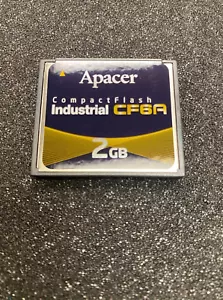 Apacer
CompactFlash
Industrial CF6A
2GB